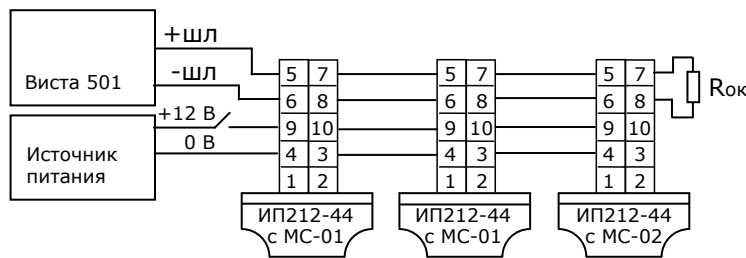 +шл
Виста 501
-шл
5 7 5 7 5 7
6 8 6 8 6 8
Rок
+12 В
9 10 9 10 9 10
0 В
4 3 4 3 4 3
Источник
питания
1 2 1 2 1 2
ИП212-44 ИП212-44 ИП212-44
с МС-01 с МС-01 с МС-02